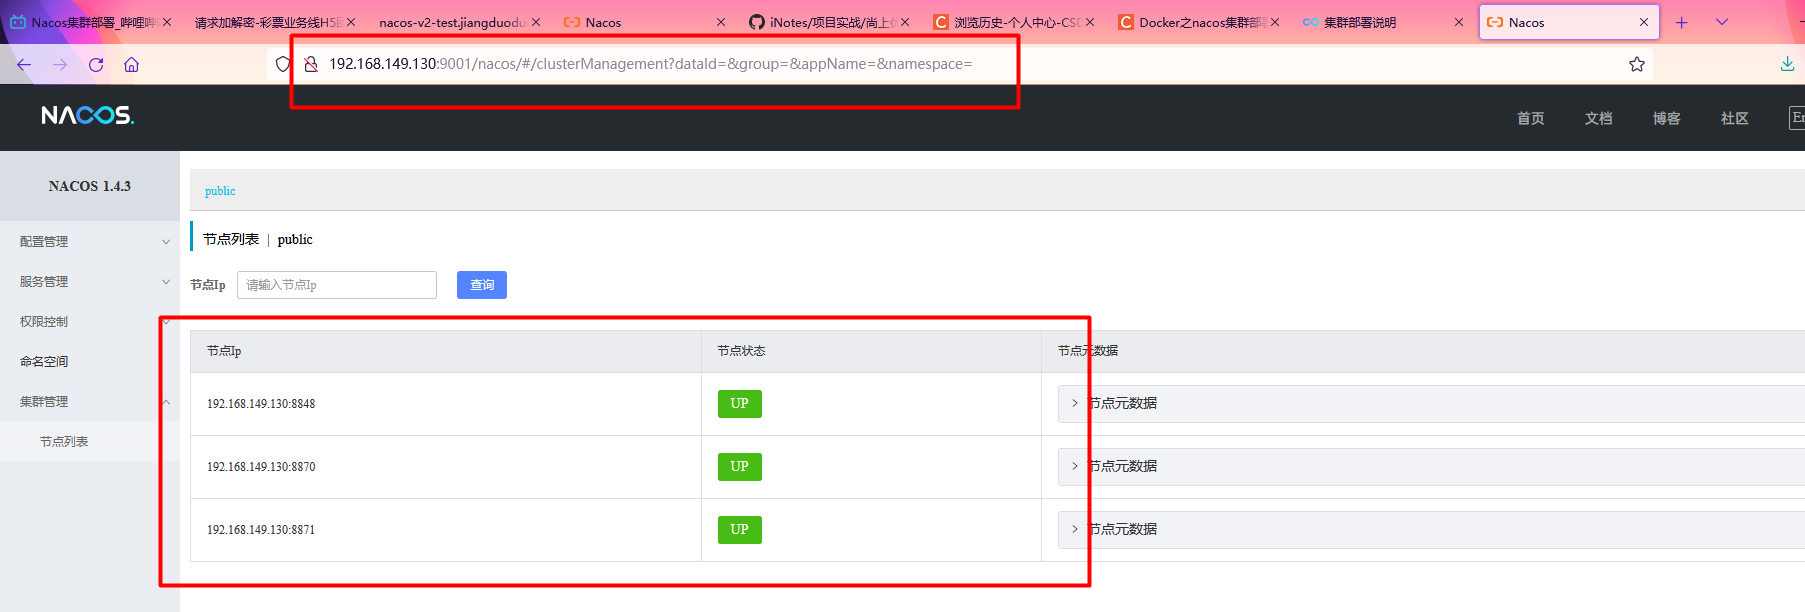 Nacos集群部署_哔哩哔
请求加解密-彩票业务线H5
nacos-v2-test.jiangduodu
Nacos
iNotes/项目实战/尚上
浏览历史-个人中心-CSD
Docker之nacos集群部署
集群部署说明
Nacos
192.168.149.130:9001/nacos/#/clusterManagement?dataId=&group=&appName=&namespace=
NACOS.
首页
文档
博客
社区
En
NACOS 1.4.3
配置管理
服务管理
权限控制
命名空间
集群管理
节点列表
public
节点列表 | public
节点Ip
请输入节点Ip
查询
节点Ip 节点状态 节点元数据
192.168.149.130:8848 UP 节点元数据
192.168.149.130:8870 UP 节点元数据
192.168.149.130:8871 UP 节点元数据